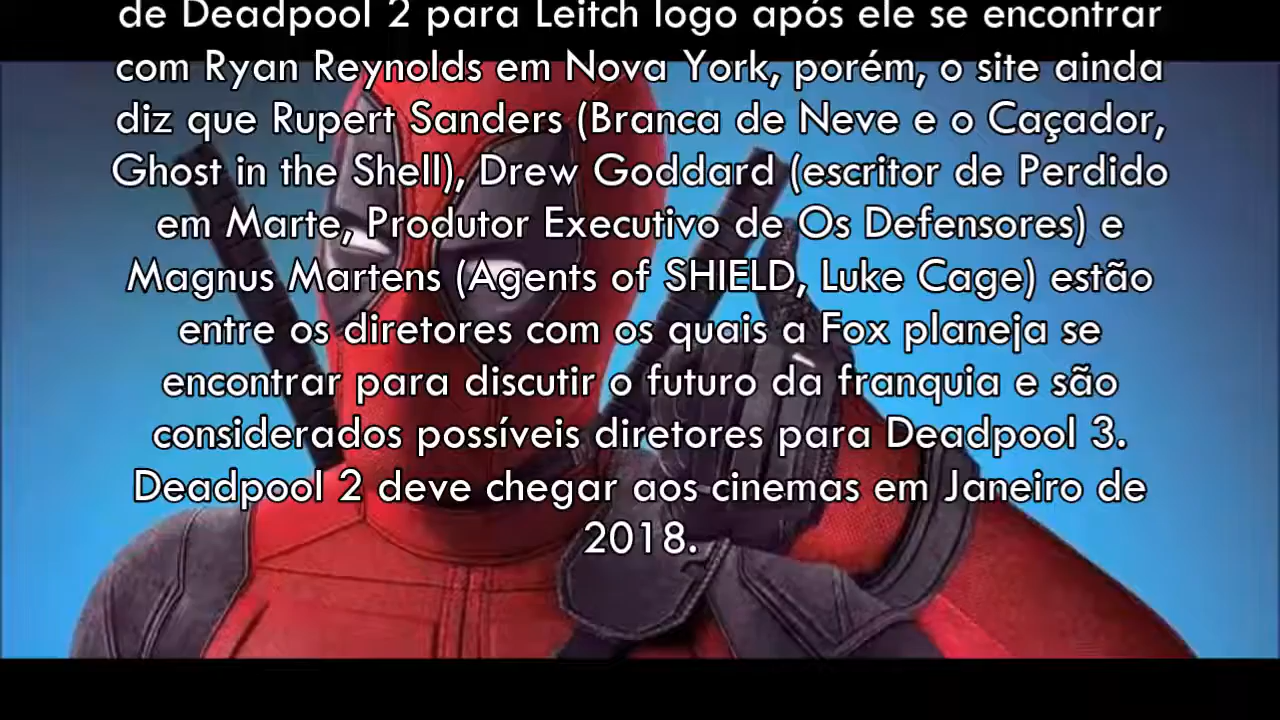 de Deadpool 2 para Leitch logo após ele se encontrar
com Ryan Reynolds em Nova York, porém, o site ainda
diz que Rupert Sanders (Branca de Neve e o Caçador,
Ghost in the Shell), Drew Goddard (escritor de Perdido
em Marte, Produtor Executivo de Os Defensores) e
Magnus Martens (Agents of SHIELD, Luke Cage) estão
entre os diretores com os quais a Fox planeja se
encontrar para discutir o futuro da franquia e são
considerados possíveis diretores para Deadpool 3.
Deadpool 2 deve chegar aos cinemas em Janeiro de
2018.